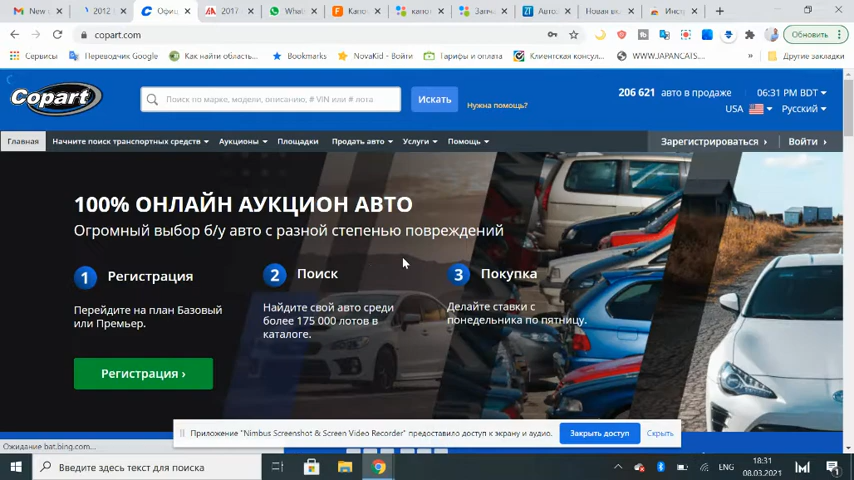 New
2012
Офиц
2017
What
Кало
капо
Занча
Авто
Новая вк
Инстр
copart.com
Обновить
Сервисы
Переводчик Google
Как найти область...
Bookmarks
NovaKid – Войти
Тарифы и оплата
Клиентская консул...
WWW.JAPANCATS...
Другие закладки
Copart
Поиск по марке, модели, описанию, # VIN или # лота
Искать
Нужна помощь?
206 621 авто в продаже
06:31 PM BDT
USA
Русский
Главная
Начните поиск транспортных средств
Аукционы
Площадки
Продать авто
Услуги
Помощь
Зарегистрироваться ›
Войти ›
100% ОНЛАЙН АУКЦИОН АВТО
Огромный выбор б/у авто с разной степенью повреждений
1 Регистрация
2 Поиск
3 Покупка
Перейдите на план Базовый
или Премьер.
Найдите свой авто среди
более 175 000 лотов в
каталоге.
Делайте ставки с
понедельника по пятницу.
Регистрация ›
Приложение "Nimbus Screenshot & Screen Video Recorder" предоставило доступ к экрану и аудио.
Закрыть доступ
Скрыть
Ожидание bat.bing.com...
Введите здесь текст для поиска
ENG
18:31
08.03.2021